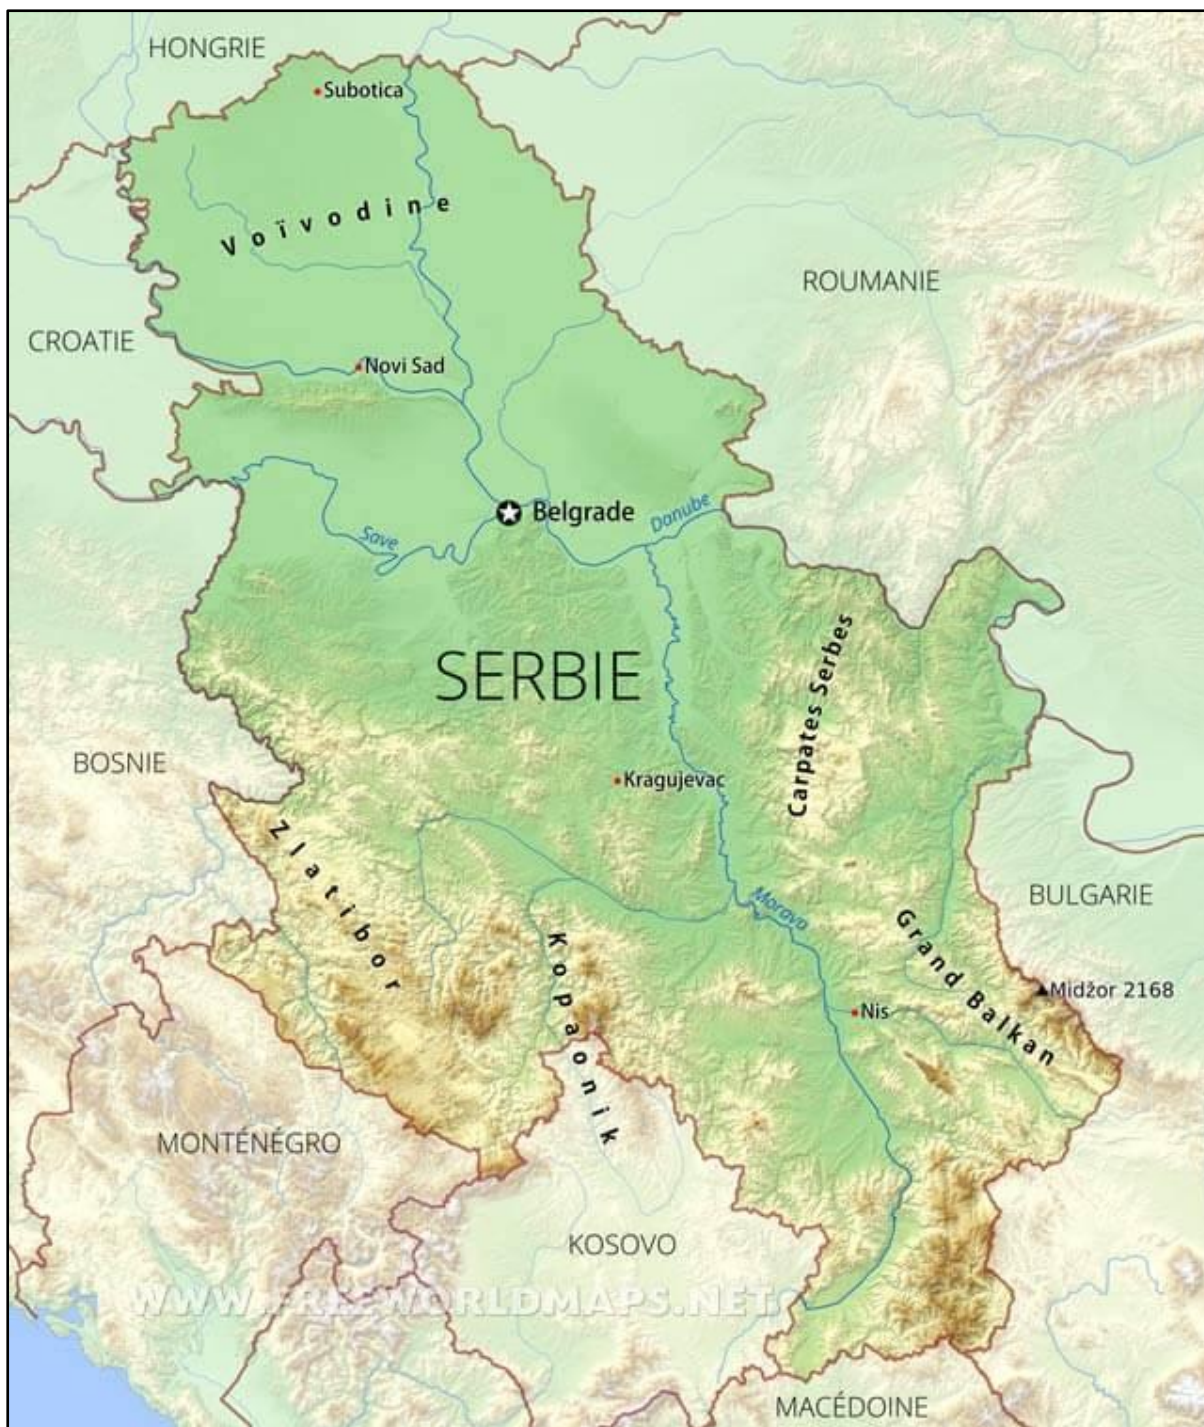 HONGRIE
Subotica
Voïvodine
ROUMANIE
CROATIE
Novi Sad
Belgrade
Danube
Save
Carpates Serbes
SERBIE
BOSNIE
Kragujevac
Zlatibor
BULGARIE
Morava
Grand Balkan
Kopaonik
Midžor 2168
Nis
MONTÉNÉGRO
KOSOVO
WWW.FREEWORLDMAPS.NET
MACÉDOINE